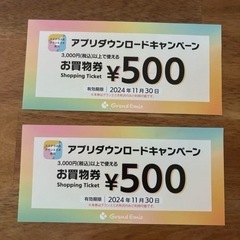 アプリダウンロードキャンペーン
3,000円(税込)以上で使える
お買物券 ¥500
Shopping Ticket
有効期限 2024年11月30日
Grand Emio
アプリダウンロードキャンペーン
3,000円(税込)以上で使える
お買物券 ¥500
Shopping Ticket
有効期限 2024年11月30日
Grand Emio